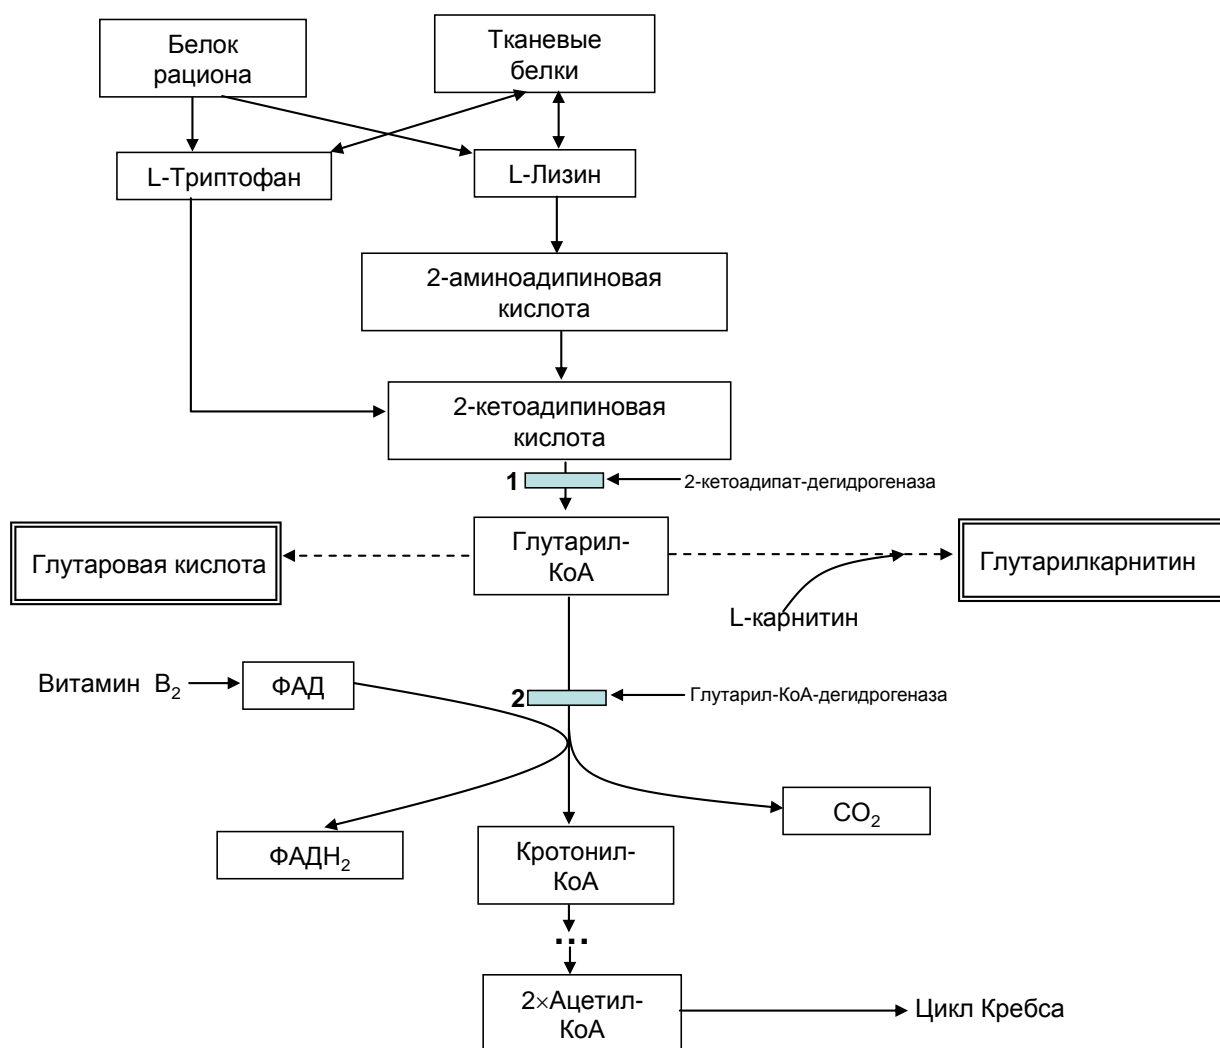 Белок
рациона
Тканевые
белки
L-Триптофан
L-Лизин
2-аминоадипиновая
кислота
2-кетоадипиновая
кислота
1
2-кетоадипат-дегидрогеназа
Глутаровая кислота
Глутарил-
КоА
Глутарилкарнитин
L-карнитин
Витамин B2
ФАД
2
Глутарил-КоА-дегидрогеназа
CO2
ФАДН2
Кротонил-
КоА
...
2×Ацетил-
КоА
Цикл Кребса